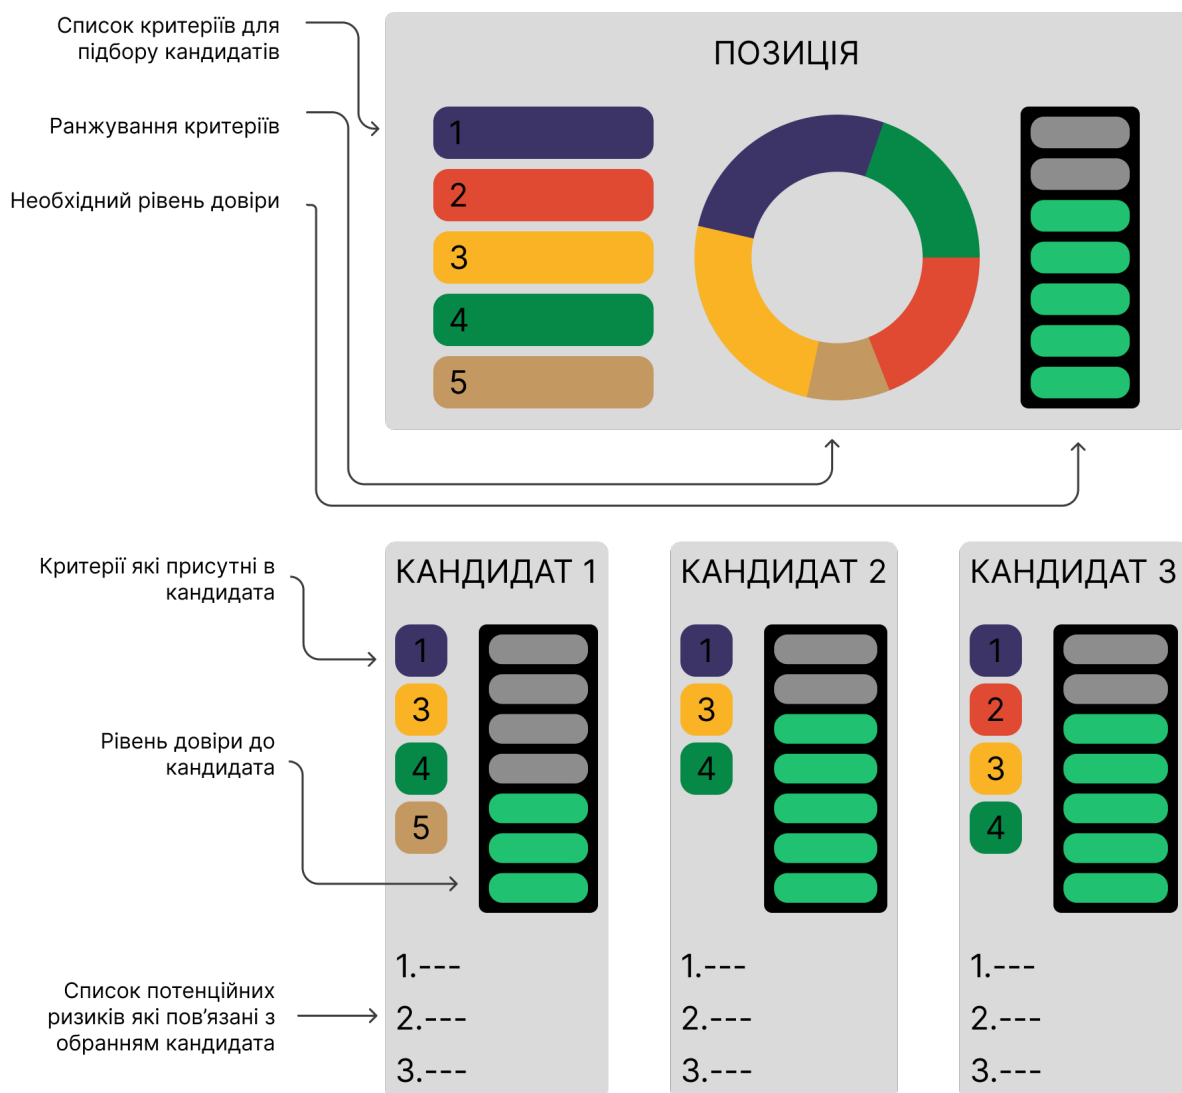 Список критеріїв для
підбору кандидатів
Ранжування критеріїв
Необхідний рівень довіри
ПОЗИЦІЯ
1
2
3
4
5
Критерії які присутні в
кандидата
Рівень довіри до
кандидата
Список потенційних
ризиків які пов’язані з
обранням кандидата
КАНДИДАТ 1
1
3
4
5
1.---
2.---
3.---
КАНДИДАТ 2
1
3
4
1.---
2.---
3.---
КАНДИДАТ 3
1
2
3
4
1.---
2.---
3.---